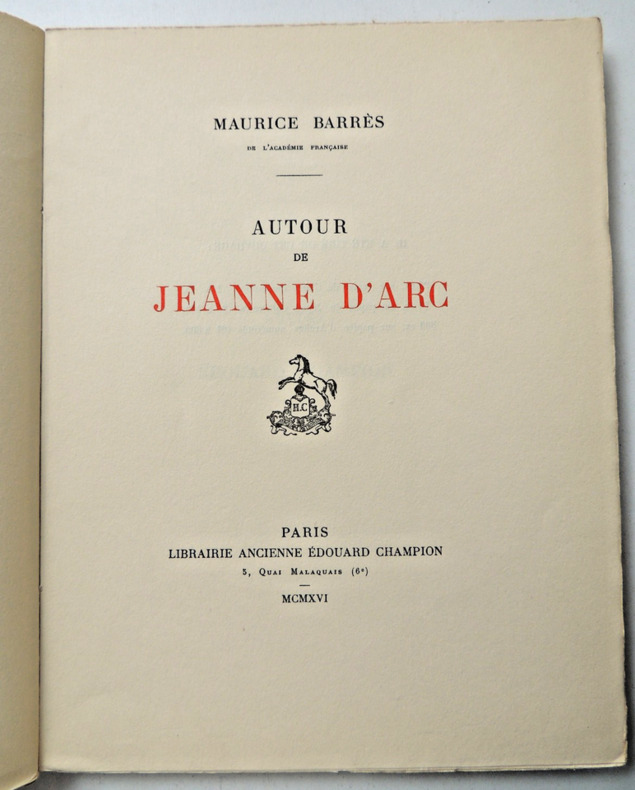 MAURICE BARRÈS
DE L'ACADÉMIE FRANÇAISE
AUTOUR
DE
JEANNE D'ARC
H.C
PARIS
LIBRAIRIE ANCIENNE ÉDOUARD CHAMPION
5, QUAI MALAQUAIS (6e)
MCMXVI